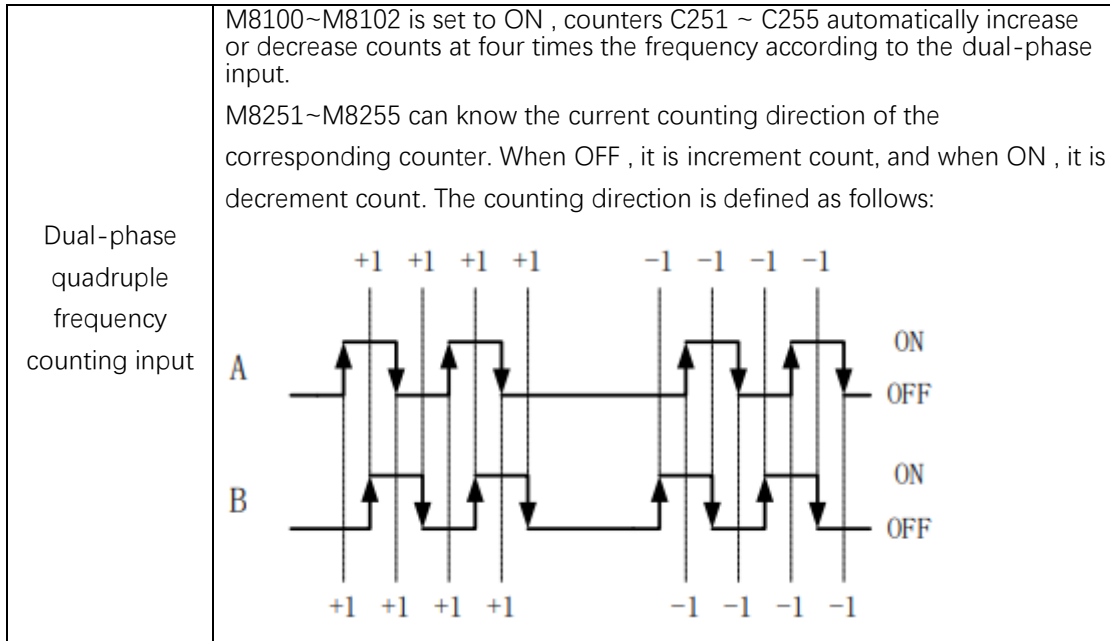 M8100~M8102 is set to ON , counters C251 ~ C255 automatically increase
or decrease counts at four times the frequency according to the dual-phase
input.
M8251~M8255 can know the current counting direction of the
corresponding counter. When OFF , it is increment count, and when ON , it is
decrement count. The counting direction is defined as follows:
Dual-phase
quadruple
frequency
counting input
+1 +1 +1 +1 -1 -1 -1 -1
ON
A
OFF
ON
B
OFF
+1 +1 +1 +1 -1 -1 -1 -1